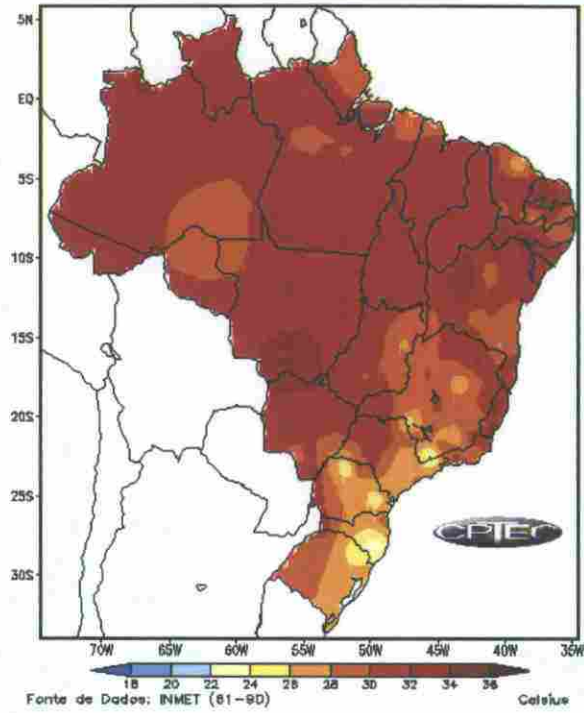 5N
EQ
5S
10S
15S
20S
25S
30S
70W 65W 60W 55W 50W 45W 40W 35W
CPTEC
18 20 22 24 26 28 30 32 34 36
Fonte de Dados: INMET (61-90) Celsius